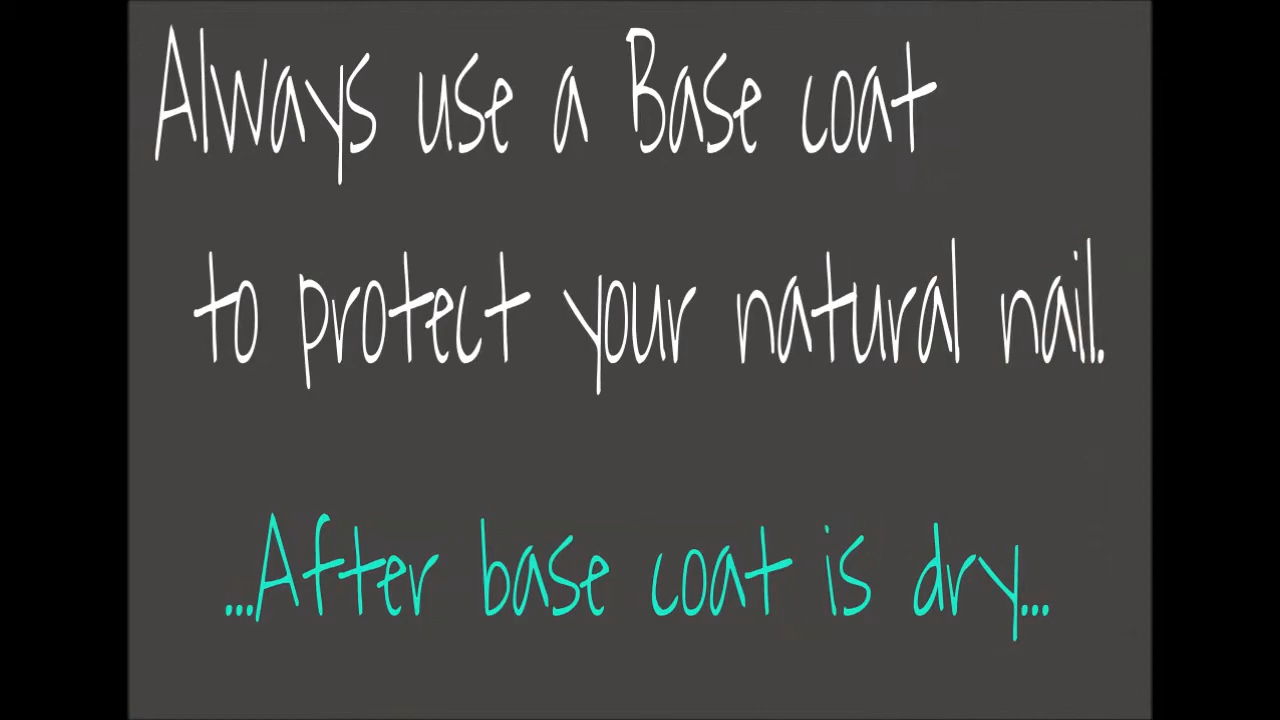 Always use a Base coat
to protect your natural nail.
...After base coat is dry...